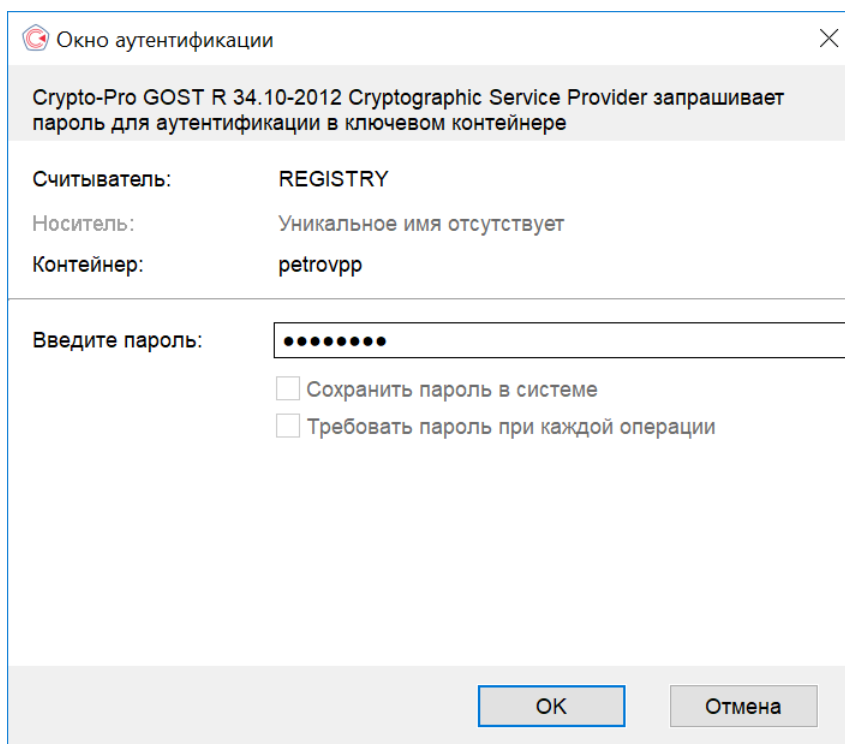 Окно аутентификации
Crypto-Pro GOST R 34.10-2012 Cryptographic Service Provider запрашивает
пароль для аутентификации в ключевом контейнере
Считыватель: REGISTRY
Носитель: Уникальное имя отсутствует
Контейнер: petrovpp
Введите пароль: ●●●●●●●●
Сохранить пароль в системе
Требовать пароль при каждой операции
OK Отмена